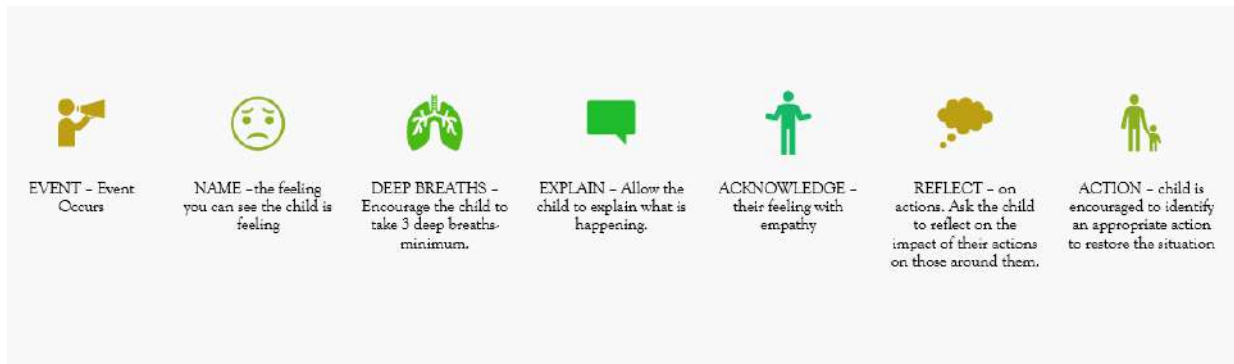 EVENT – Event
Occurs
NAME –the feeling
you can see the child is
feeling
DEEP BREATHS –
Encourage the child to
take 3 deep breaths-
minimum.
EXPLAIN – Allow the
child to explain what is
happening.
ACKNOWLEDGE –
their feeling with
empathy
REFLECT – on
actions. Ask the child
to reflect on the
impact of their actions
on those around them.
ACTION – child is
encouraged to identify
an appropriate action
to restore the situation